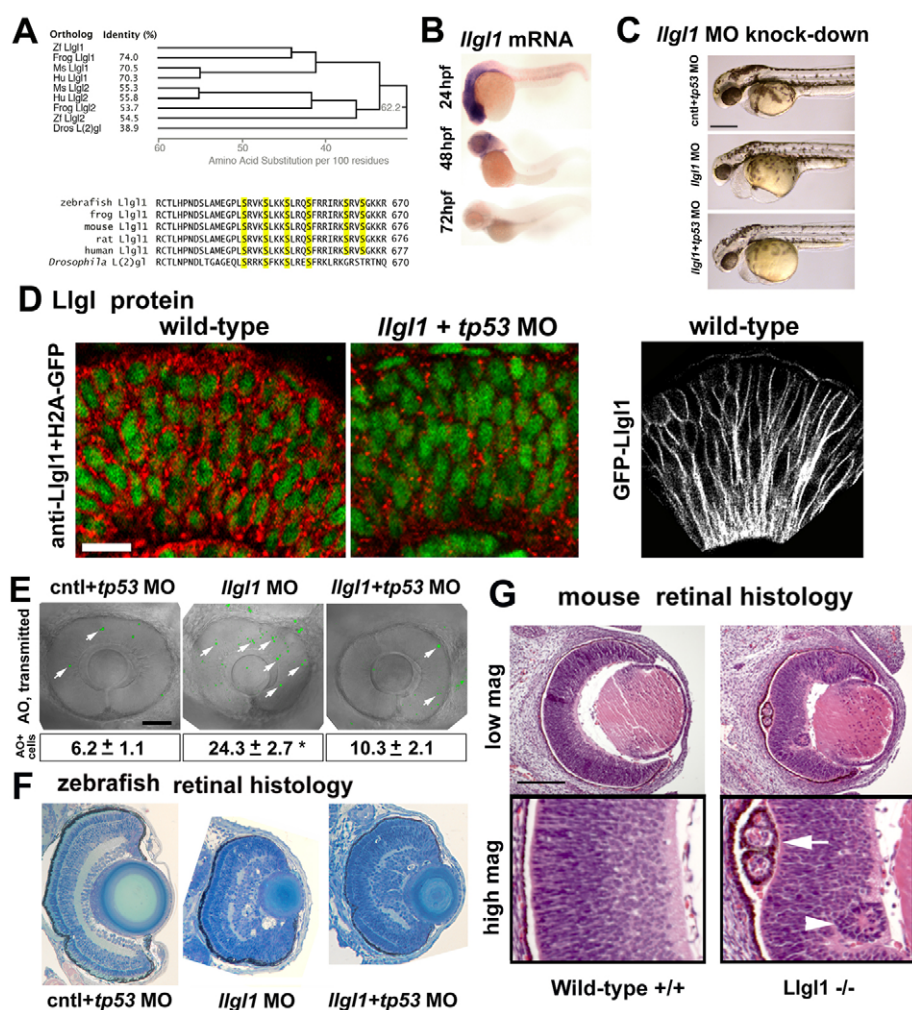 A
Ortholog Identity (%)
Zf Llgl1
Frog Llgl1 74.0
Ms Llgl1 70.5
Hu Llgl1 70.3
Ms Llgl2 55.3
Hu Llgl2 55.8
Frog Llgl2 53.7
Zf Llgl2 54.5
Dros L(2)gl 38.9
62.2
60 50 40
Amino Acid Substitution per 100 residues
zebrafish Llgl1 RCTLHPNDSLAMEGPLSRVKSLKKSLRQSFRRIRKSRVSGKKR 670
frog Llgl1 RCTLHPNDSLAMEGPLSRVKSLKKSLRQSFRRIRKSRVSGKKR 670
mouse Llgl1 RCTLHPNDSLAMEGPLSRVKSLKKSLRQSFRRIRKSRVSGKKR 676
rat Llgl1 RCTLHPNDSLAMEGPLSRVKSLKKSLRQSFRRIRKSRVSGKKR 676
human Llgl1 RCTLHPNDSLAMEGPLSRVKSLKKSLRQSFRRIRKSRVSGKKR 677
Drosophila L(2)gl RCTLNPNDLTGAGEQLSRRKSFKKSLRESFRKLRKGRSTRTNQ 670
B
llgl1 mRNA
24hpf
48hpf
72hpf
C
llgl1 MO knock-down
cntl+tp53 MO
llgl1 MO
llgl1+tp53 MO
D Llgl protein
wild-type
llgl1 + tp53 MO
wild-type
anti-Llgl1+H2A-GFP
GFP-Llgl1
E
cntl+tp53 MO
llgl1 MO
llgl1+tp53 MO
AO, transmitted
AO+ cells
6.2 ± 1.1
24.3 ± 2.7 *
10.3 ± 2.1
F
zebrafish retinal histology
cntl+tp53 MO
llgl1 MO
llgl1+tp53 MO
G
mouse retinal histology
low mag
high mag
Wild-type +/+
Llgl1 -/-